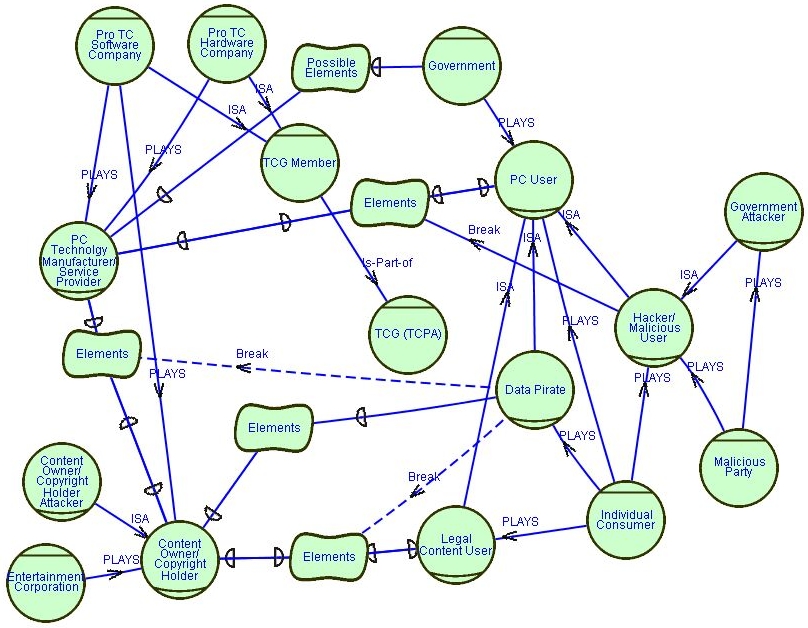 Pro TC
Software
Company
Pro TC
Hardware
Company
Possible
Elements
Government
ISA
ISA
PLAYS
PLAYS
PLAYS
TCG Member
PC User
Elements
Government
Attacker
ISA
Break
ISA
PC
Technolgy
Manufacturer/
Service
Provider
Is-Part-of
ISA
PLAYS
ISA
Hacker/
Malicious
User
TCG (TCPA)
PLAYS
Elements
Break
PLAYS
PLAYS
PLAYS
Data Pirate
Elements
PLAYS
Content
Owner/
Copyright
Holder
Attacker
Break
Malicious
Party
ISA
Individual
Consumer
PLAYS
Content
Owner/
Copyright
Holder
Elements
Legal
Content User
PLAYS
Entertainment
Corporation